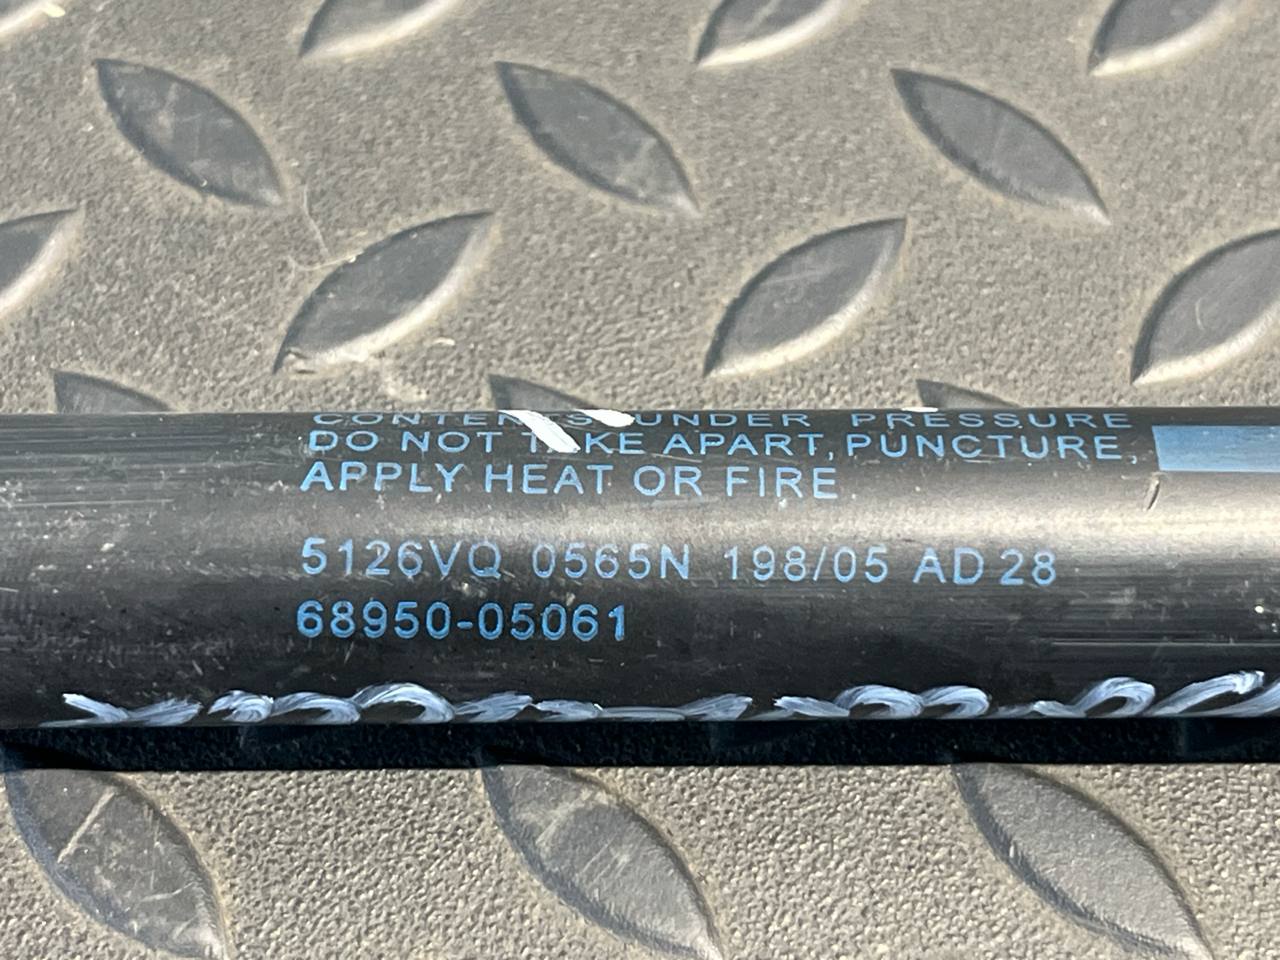 CONTENTS UNDER PRESSURE
DO NOT TAKE APART, PUNCTURE,
APPLY HEAT OR FIRE
5126VQ 0565N 198/05 AD 28
68950-05061